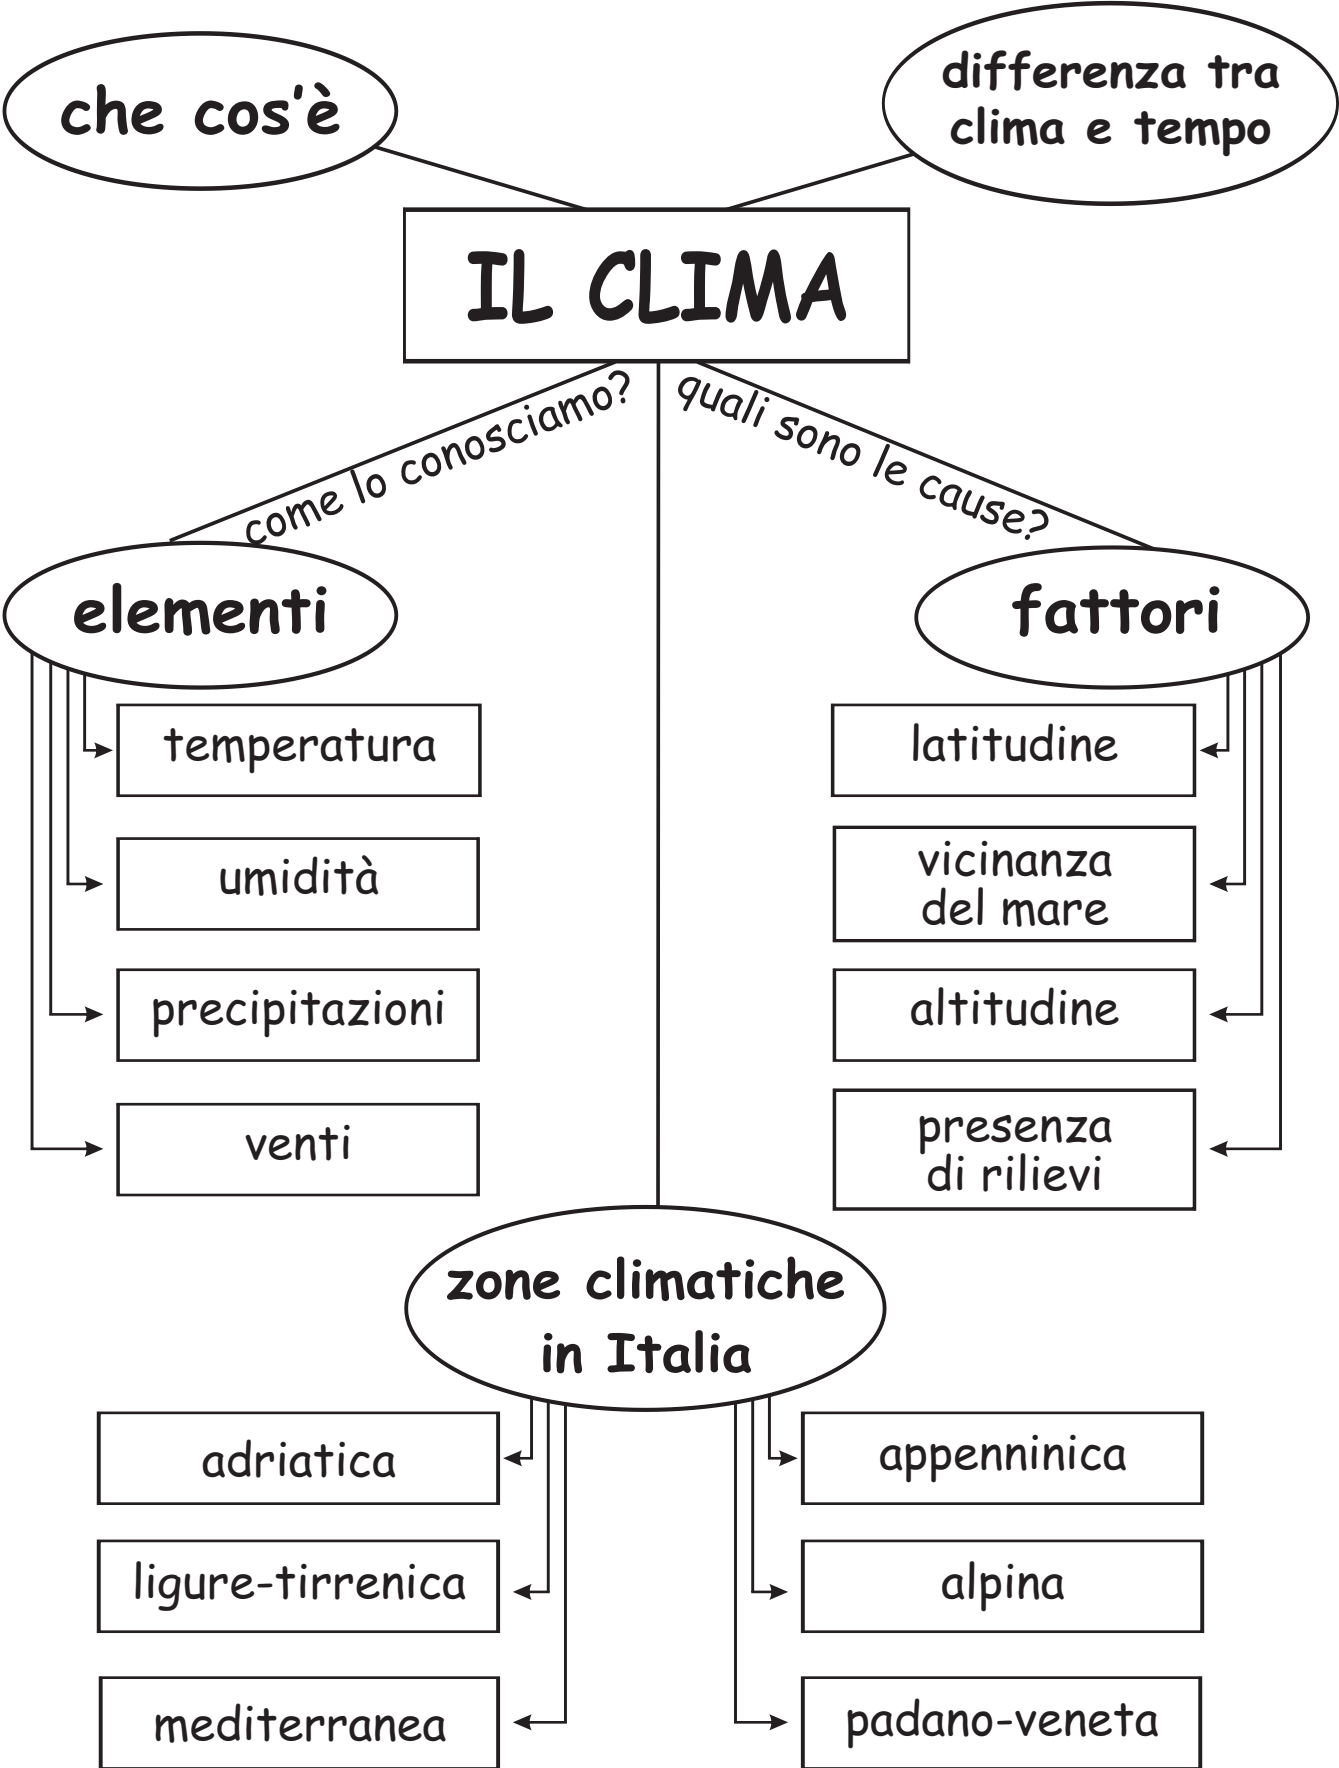 che cos'è
differenza tra
clima e tempo
IL CLIMA
come lo conosciamo?
quali sono le cause?
elementi
temperatura
umidità
precipitazioni
venti
fattori
latitudine
vicinanza
del mare
altitudine
presenza
di rilievi
zone climatiche
in Italia
adriatica
ligure-tirrenica
mediterranea
appenninica
alpina
padano-veneta